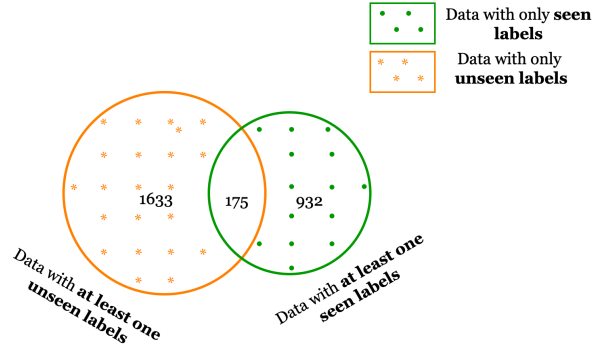 Data with only seen
labels
Data with only
unseen labels
1633
175
932
Data with at least one
unseen labels
Data with at least one
seen labels